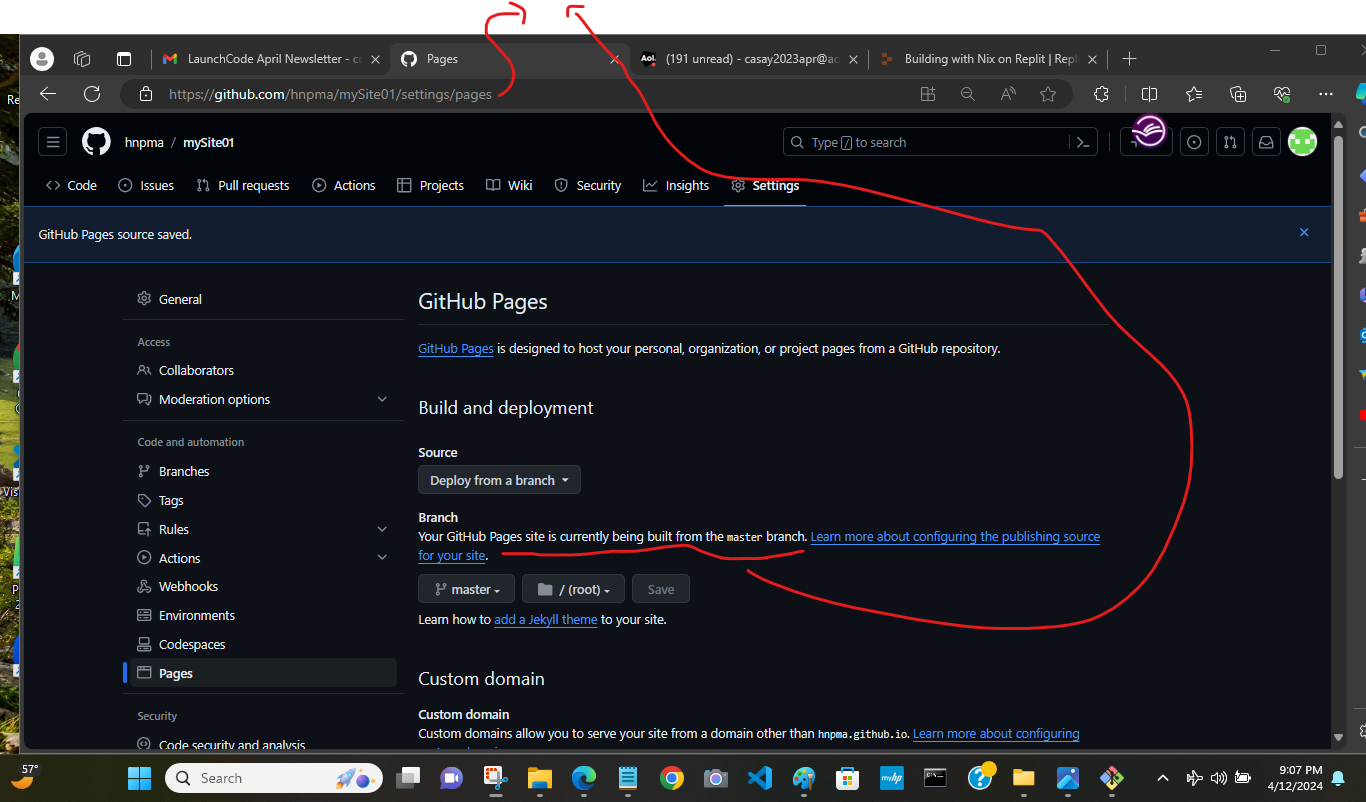 LaunchCode April Newsletter - c
Pages
(191 unread) - casay2023apr@a
Building with Nix on Replit | Repl
Re
https://github.com/hnpma/mySite01/settings/pages
hnpma / mySite01
Type / to search
Code
Issues
Pull requests
Actions
Projects
Wiki
Security
Insights
Settings
GitHub Pages source saved.
General
Access
Collaborators
Moderation options
Code and automation
Branches
Tags
Rules
Actions
Webhooks
Environments
Codespaces
Pages
Security
Code security and analysis
GitHub Pages
GitHub Pages is designed to host your personal, organization, or project pages from a GitHub repository.
Build and deployment
Source
Deploy from a branch
Branch
Your GitHub Pages site is currently being built from the master branch. Learn more about configuring the publishing source
for your site.
master
/ (root)
Save
Learn how to add a Jekyll theme to your site.
Custom domain
Custom domain
Custom domains allow you to serve your site from a domain other than hnpma.github.io. Learn more about configuring
57°
Search
9:07 PM
4/12/2024